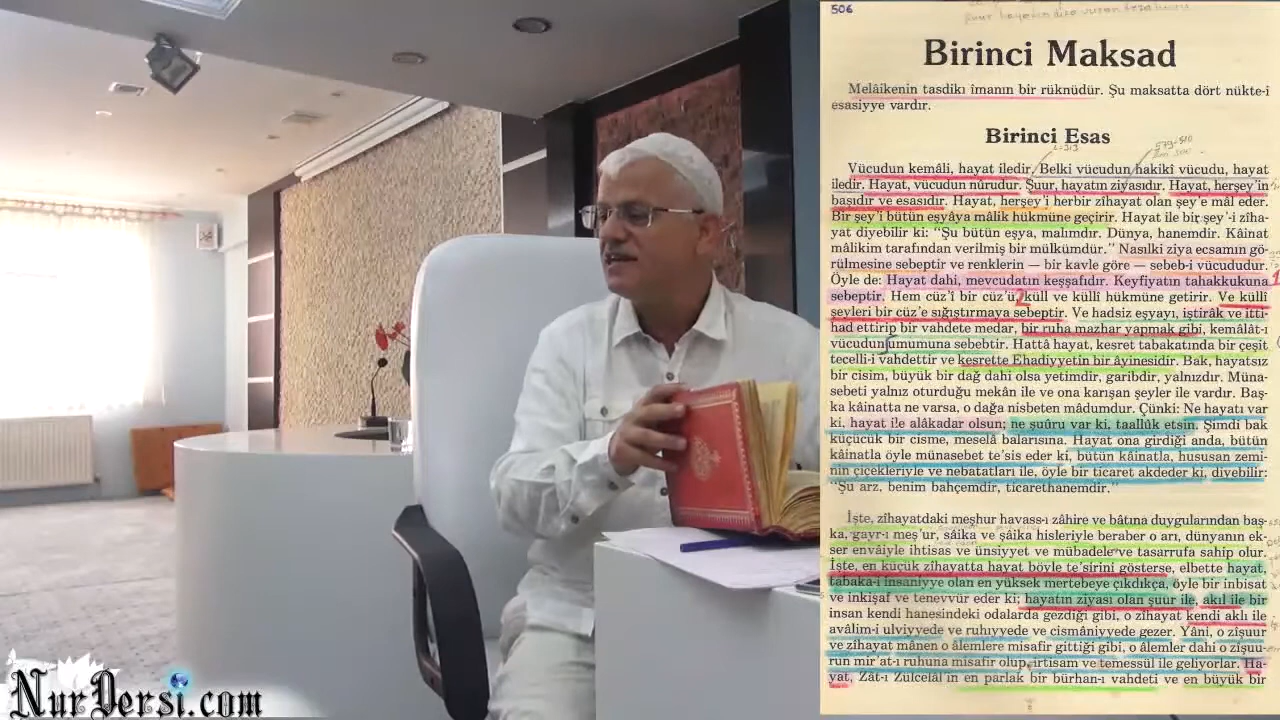 506
Birinci Maksad
Melâikenin tasdikı îmanın bir rüknüdür. Şu maksatta dört nükte-i
esasiyye vardır.
Birinci Esas
Vücudun kemâli, hayat iledir. Belki vücudun hakikî vücudu, hayat
iledir. Hayat, vücudun nûrudur. Şuur, hayatın ziyasıdır. Hayat, herşey'in
başıdır ve esasıdır. Hayat, herşey'i herbir zîhayat olan şey'e mâl eder.
Bir şey'i bütün eşyâya mâlik hükmüne geçirir. Hayat ile bir şey'-i zîha-
yat diyebilir ki: "Şu bütün eşya, malımdır. Dünya, hanemdir. Kâinat
mâlikim tarafından verilmiş bir mülkümdür." Nasılki ziya ecsamın gö-
rülmesine sebeptir ve renklerin — bir kavle göre — sebeb-i vücududur.
Öyle de: Hayat dahi, mevcudatın keşşafıdır. Keyfiyatın tahakkukuna
sebeptir. Hem cüz'î bir cüz'ü, küll ve küllî hükmüne getirir. Ve küllî
şeyleri bir cüz'e sığıştırmaya sebeptir. Ve hadsiz eşyayı, iştirâk ve itti-
had ettirip bir vahdete medar, bir ruha mazhar yapmak gibi, kemâlât-ı
vücudun umumuna sebebtir. Hattâ hayat, kesret tabakatında bir çeşit
tecelli-i vahdettir ve kesrette Ehadiyyetin bir âyinesidir. Bak, hayatsız
bir cisim, büyük bir dağ dahi olsa yetimdir, garibdir, yalnızdır. Müna-
sebeti yalnız oturduğu mekân ile ve ona karışan şeyler ile vardır. Baş-
ka kâinatta ne varsa, o dağa nisbeten mâdumdur. Çünki: Ne hayatı var
ki, hayat ile alâkadar olsun; ne şuûru var ki, taallûk etsin. Şimdi bak
küçücük bir cisme, meselâ balarısına. Hayat ona girdiği anda, bütün
kâinatla öyle münasebet te'sis eder ki, bütün kâinatla, hususan zemi-
nin çiçekleriyle ve nebatatları ile, öyle bir ticaret akdeder ki, diyebilir:
"Şu arz, benim bahçemdir, ticarethanemdir."
İşte, zîhayatdaki meşhur havass-ı zâhire ve bâtına duygularından baş-
ka, gayr-ı meş'ur, sâika ve şâika hisleriyle beraber o arı, dünyanın ek-
ser envâiyle ihtisas ve ünsiyyet ve mübadele ve tasarrufa sahip olur.
İşte, en küçük zîhayatta hayat böyle te'sirini gösterse, elbette hayat,
tabaka-i insaniyye olan en yüksek mertebeye çıkdıkça, öyle bir inbisat
ve inkişaf ve tenevvür eder ki; hayatın ziyası olan şuur ile, akıl ile bir
insan kendi hanesindeki odalarda gezdiği gibi, o zîhayat kendi aklı ile
avâlim-i ulviyyede ve ruhıyyede ve cismâniyyede gezer. Yâni, o zîşuur
ve zîhayat mânen o âlemlere misafir gittiği gibi, o âlemler dahi o zîşuu-
run mir'at-ı ruhuna misafir olup, irtisam ve temessül ile geliyorlar. Ha-
yat, Zât-ı Zülcelâl'in en parlak bir bürhan-ı vahdeti ve en büyük bir
NurDersi.com